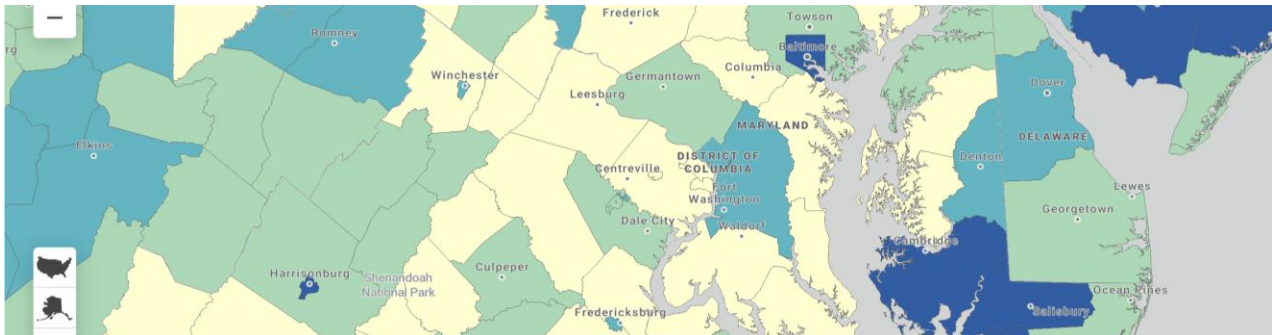 −
Romney
Frederick
Towson
Baltimore
Winchester
Germantown
Columbia
Leesburg
MARYLAND
Dover
DELAWARE
Elkins
Centreville
DISTRICT OF
COLUMBIA
Fort
Washington
Denton
Dale City
Waldorf
Lewes
Georgetown
Cambridge
Harrisonburg
Shenandoah
National Park
Culpeper
Fredericksburg
Ocean Pines
Salisbury